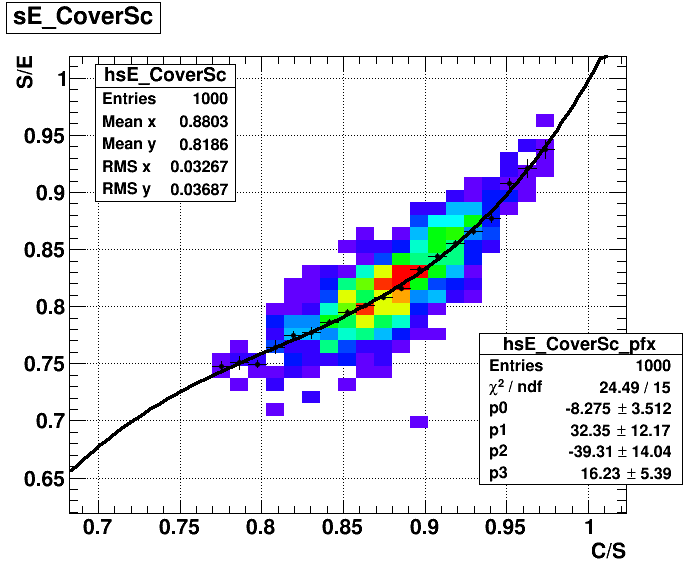 sE_CoverSc
S/E
hsE_CoverSc
Entries 1000
Mean x 0.8803
Mean y 0.8186
RMS x 0.03267
RMS y 0.03687
1
0.95
0.9
0.85
0.8
0.75
0.7
0.65
hsE_CoverSc_pfx
Entries 1000
χ² / ndf 24.49 / 15
p0 -8.275 ± 3.512
p1 32.35 ± 12.17
p2 -39.31 ± 14.04
p3 16.23 ± 5.39
0.7 0.75 0.8 0.85 0.9 0.95 1
C/S